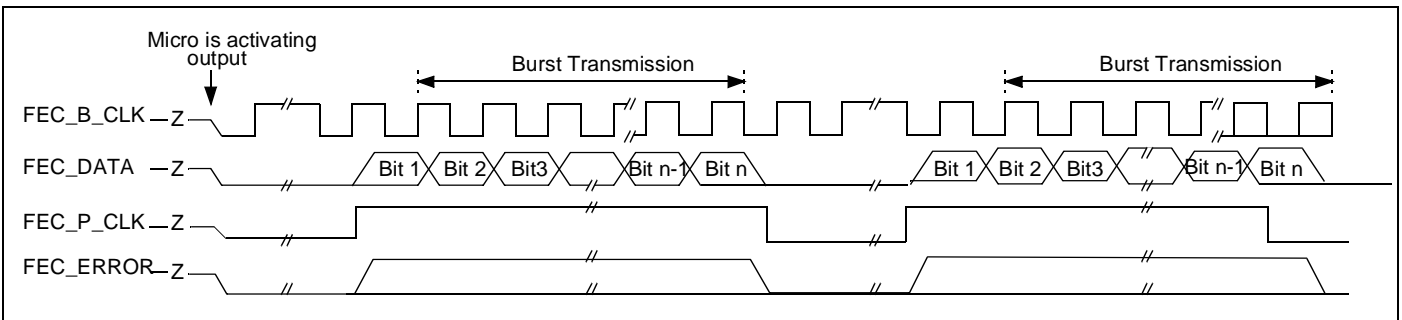 Micro is activating
output
Burst Transmission
Burst Transmission
FEC_B_CLK Z
FEC_DATA Z
Bit 1 Bit 2 Bit3 Bit n-1 Bit n
Bit 1 Bit 2 Bit3 Bit n-1 Bit n
FEC_P_CLK Z
FEC_ERROR Z